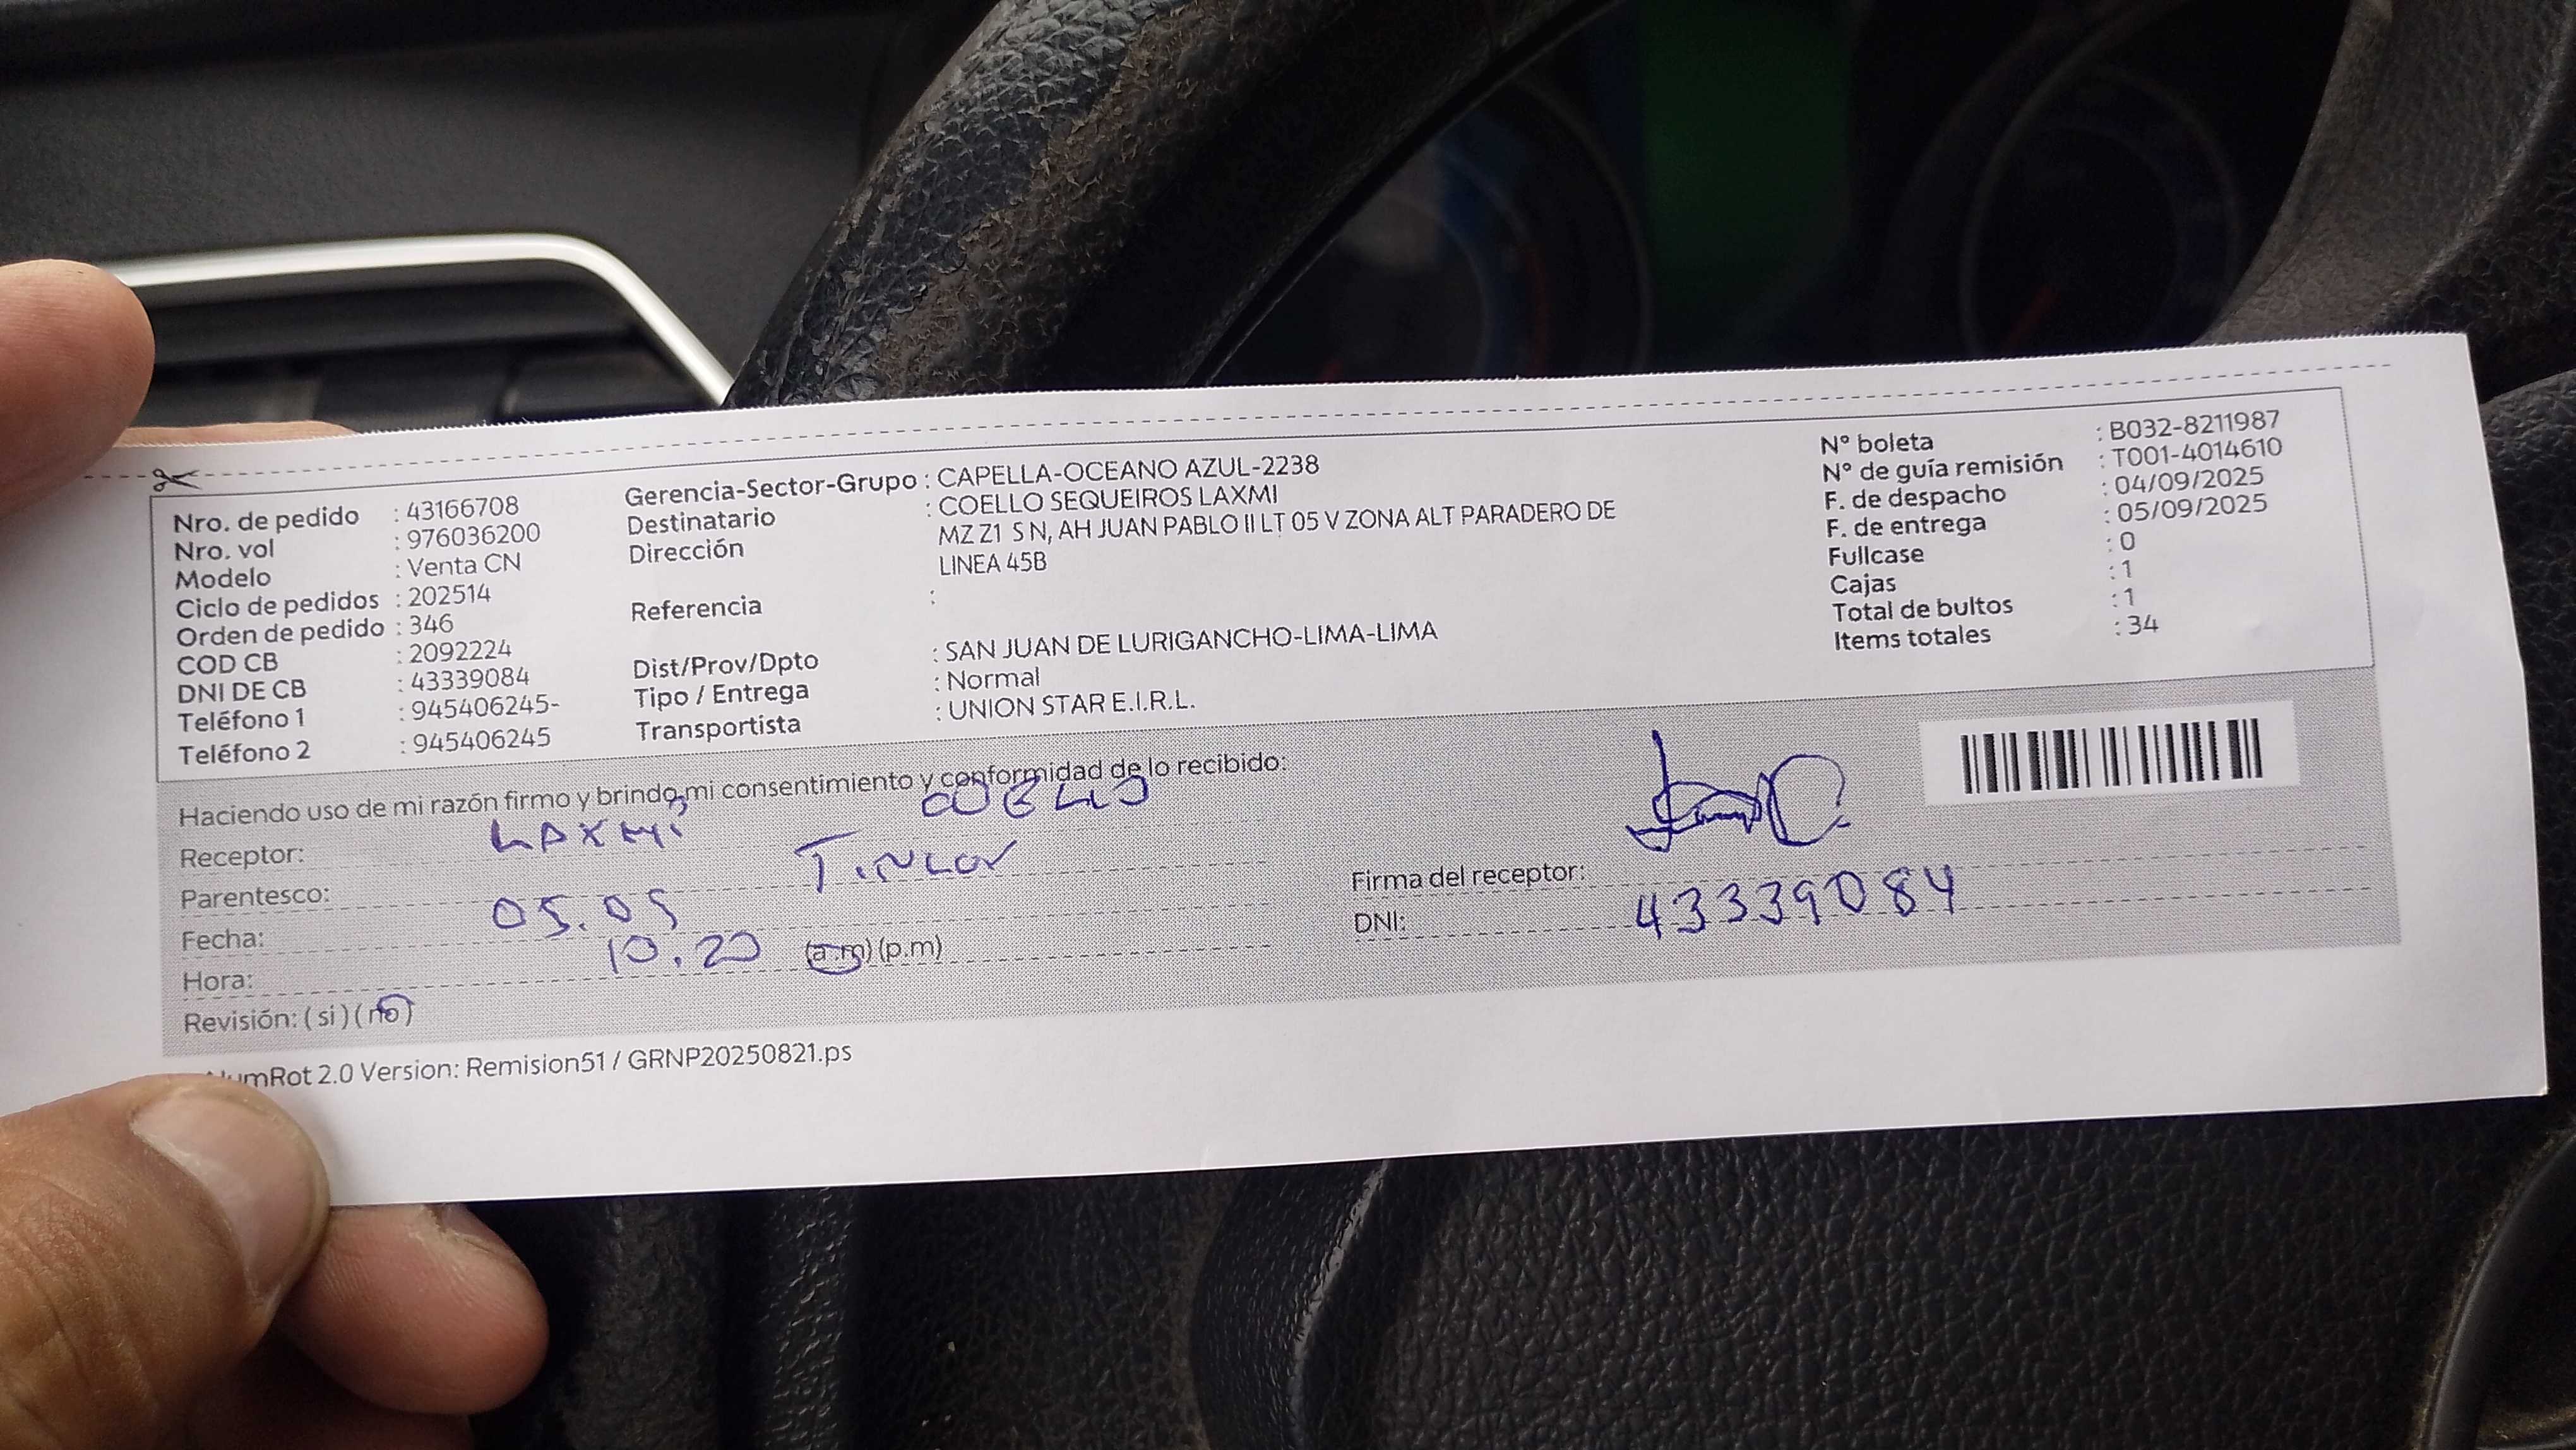 Nro. de pedido : 43166708
Nro. vol : 976036200
Modelo : Venta CN
Ciclo de pedidos : 202514
Orden de pedido : 346
COD CB : 2092224
DNI DE CB : 43339084
Teléfono 1 : 945406245-
Teléfono 2 : 945406245
Gerencia-Sector-Grupo : CAPELLA-OCEANO AZUL-2238
Destinatario : COELLO SEQUEIROS LAXMI
Dirección MZ Z1 S N, AH JUAN PABLO II LT 05 V ZONA ALT PARADERO DE
LINEA 45B
Referencia :
Dist/Prov/Dpto : SAN JUAN DE LURIGANCHO-LIMA-LIMA
Tipo / Entrega : Normal
Transportista : UNION STAR E.I.R.L.
N° boleta : B032-8211987
N° de guía remisión : T001-4014610
F. de despacho : 04/09/2025
F. de entrega : 05/09/2025
Fullcase : 0
Cajas : 1
Total de bultos : 1
Items totales : 34
Haciendo uso de mi razón firmo y brindo mi consentimiento y conformidad de lo recibido:
Receptor: LAXMi COELLO
Parentesco: TiTULAR
Fecha: 05.09
Hora: 10.20 (a.m) (p.m)
Revisión: ( si ) ( no )
Firma del receptor:
DNI: 43339084
NumRot 2.0 Version: Remision51 / GRNP20250821.ps